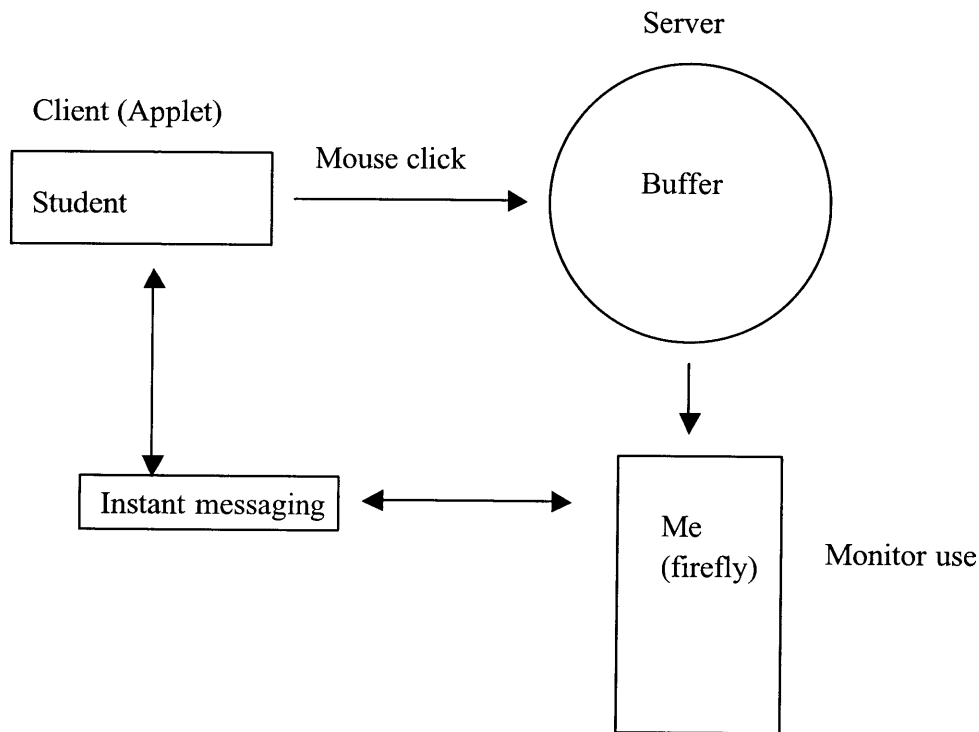 Server
Client (Applet)
Mouse click
Buffer
Student
Instant messaging
Me
(firefly)
Monitor use